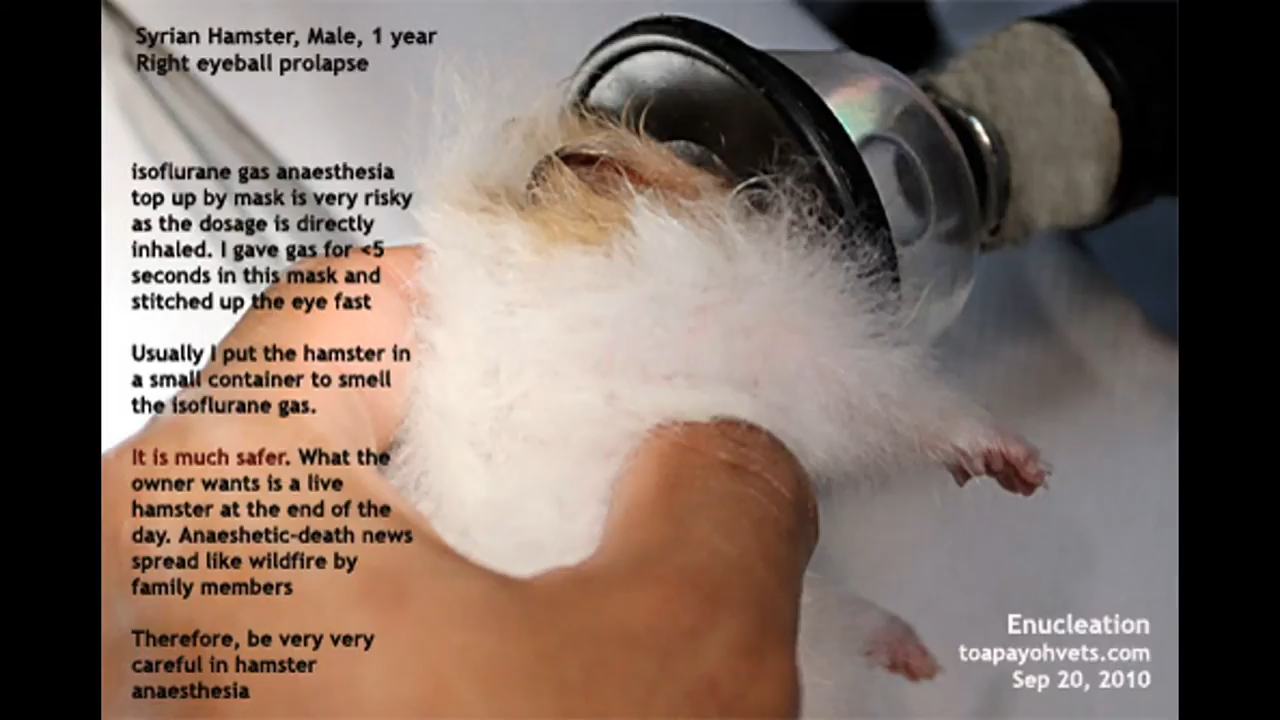 Syrian Hamster, Male, 1 year
Right eyeball prolapse
isoflurane gas anaesthesia
top up by mask is very risky
as the dosage is directly
inhaled. I gave gas for <5
seconds in this mask and
stitched up the eye fast
Usually I put the hamster in
a small container to smell
the isoflurane gas.
It is much safer. What the
owner wants is a live
hamster at the end of the
day. Anaeshetic-death news
spread like wildfire by
family members
Therefore, be very very
careful in hamster
anaesthesia
Enucleation
toapayohvets.com
Sep 20, 2010